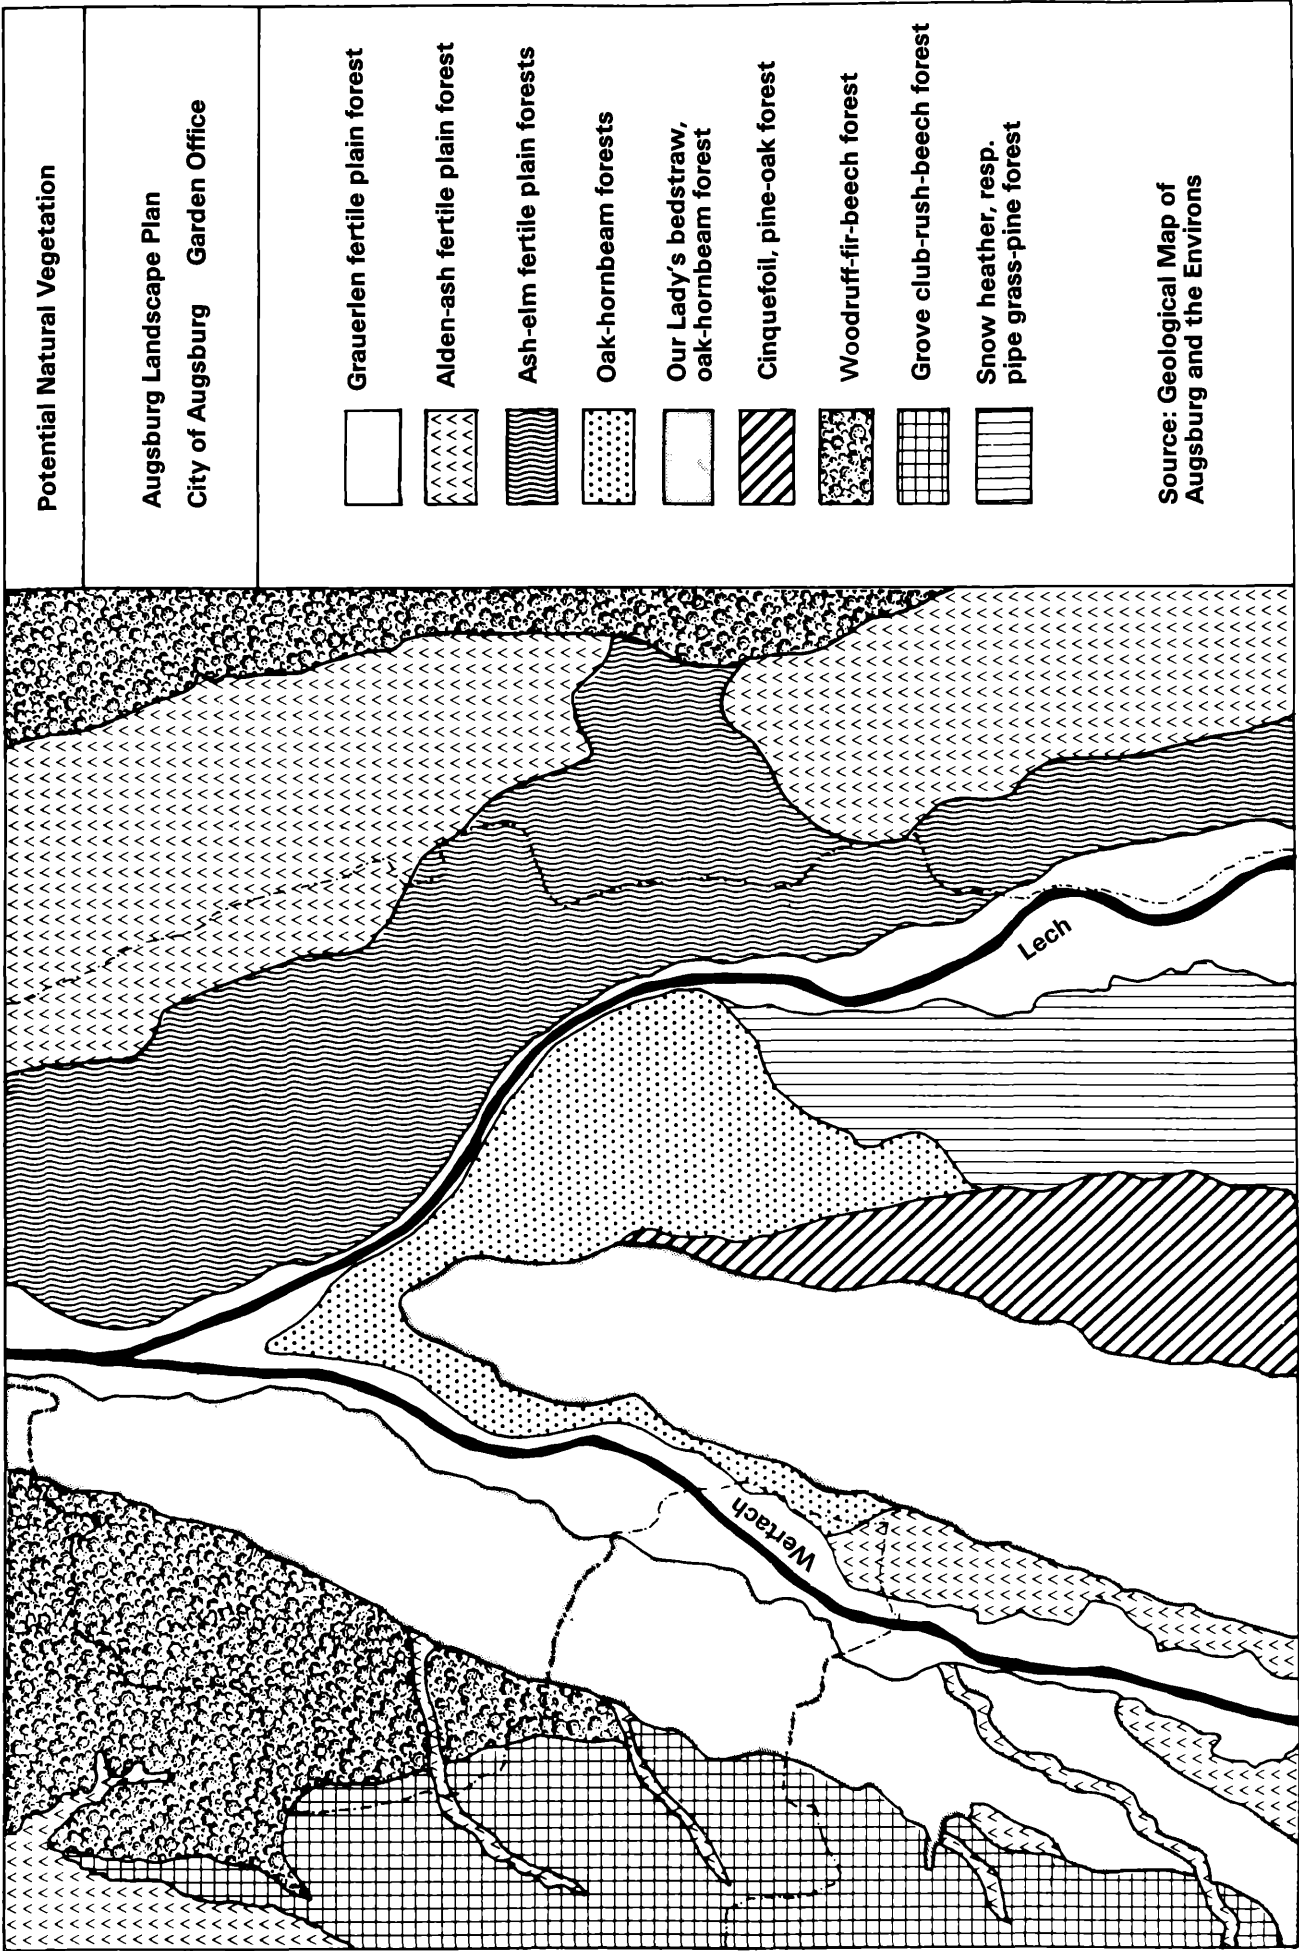 Potential Natural Vegetation
Augsburg Landscape Plan
City of Augsburg Garden Office
Grauerlen fertile plain forest
Alden-ash fertile plain forest
Ash-elm fertile plain forests
Oak-hornbeam forests
Our Lady's bedstraw,
oak-hornbeam forest
Cinquefoil, pine-oak forest
Woodruff-fir-beech forest
Grove club-rush-beech forest
Snow heather, resp.
pipe grass-pine forest
Source: Geological Map of
Augsburg and the Environs
Lech
Wertach